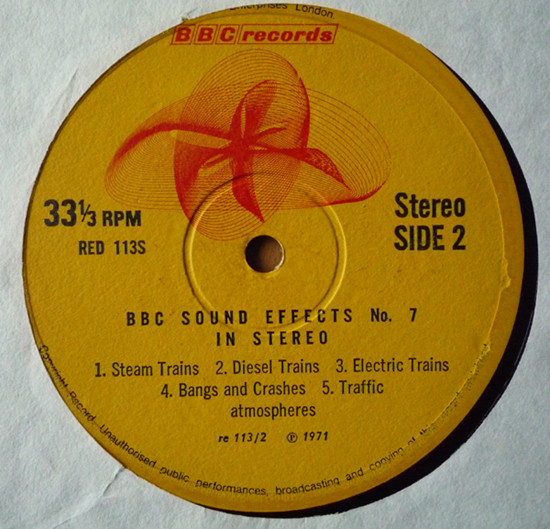 Enterprises London.
BBC records
33⅓ RPM
RED 113S
Stereo
SIDE 2
BBC SOUND EFFECTS No. 7
IN STEREO
1. Steam Trains 2. Diesel Trains 3. Electric Trains
4. Bangs and Crashes 5. Traffic
atmospheres
re 113/2 ℗ 1971
Copyright Record. Unauthorised public performances, broadcasting and copying of this